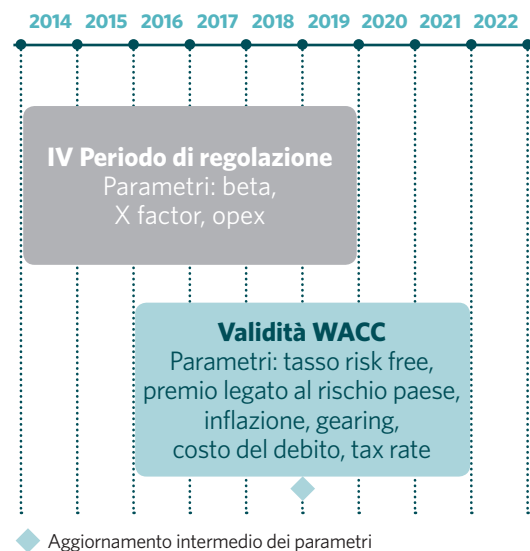 2014 2015 2016 2017 2018 2019 2020 2021 2022
IV Periodo di regolazione
Parametri: beta,
X factor, opex
Validità WACC
Parametri: tasso risk free,
premio legato al rischio paese,
inflazione, gearing,
costo del debito, tax rate
Aggiornamento intermedio dei parametri